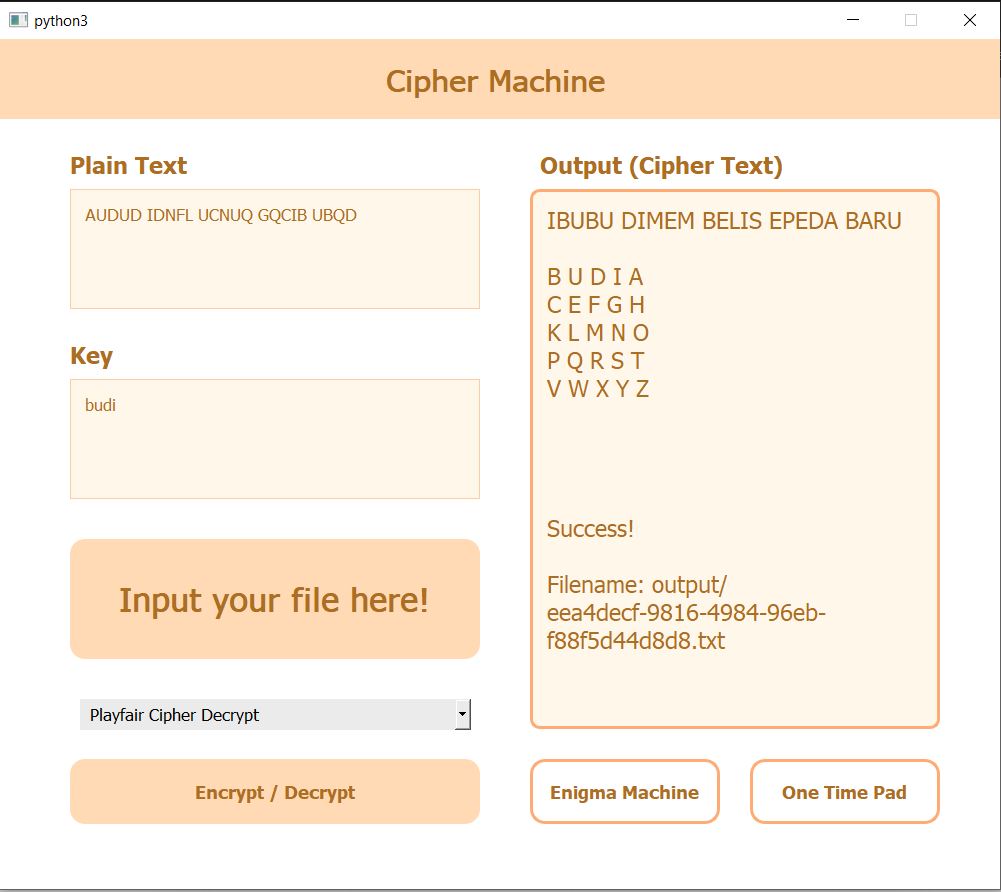 python3
Cipher Machine
Plain Text
AUDUD IDNFL UCNUQ GQCIB UBQD
Key
budi
Input your file here!
Playfair Cipher Decrypt
Encrypt / Decrypt
Output (Cipher Text)
IBUBU DIMEM BELIS EPEDA BARU
B U D I A
C E F G H
K L M N O
P Q R S T
V W X Y Z
Success!
Filename: output/
eea4decf-9816-4984-96eb-
f88f5d44d8d8.txt
Enigma Machine
One Time Pad